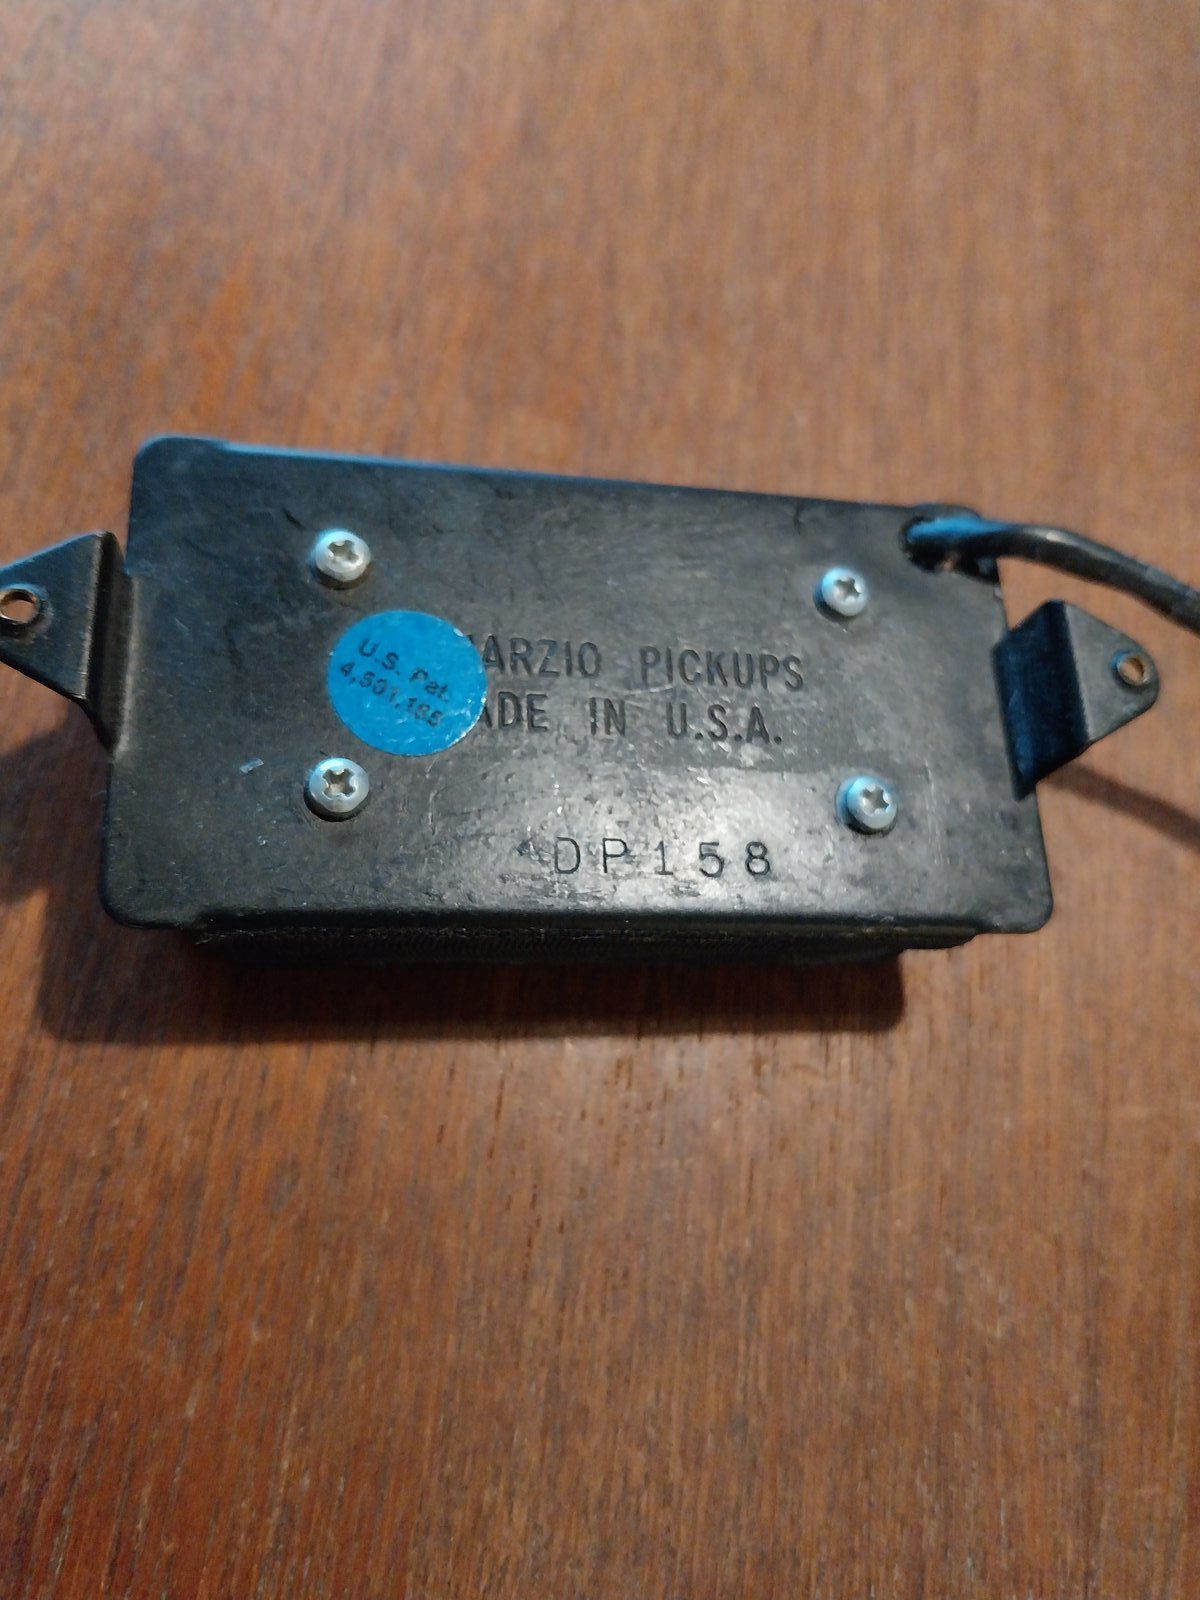 U.S. Pat.
4,501,185
ARZIO PICKUPS
ADE IN U.S.A.
DP158